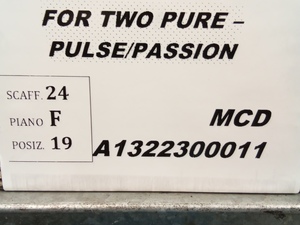 FOR TWO PURE –
PULSE/PASSION
SCAFF. 24
PIANO F
POSIZ. 19
MCD
A1322300011